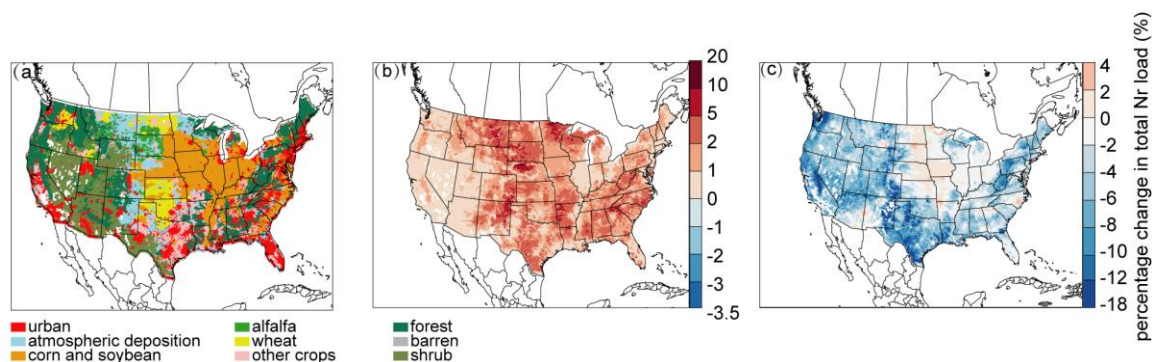 (a)
urban
atmospheric deposition
corn and soybean
alfalfa
wheat
other crops
forest
barren
shrub
(b)
20
10
5
2
1
0
-1
-2
-3
-3.5
(c)
4
2
0
-2
-4
-6
-8
-10
-12
-18
percentage change in total Nr load (%)